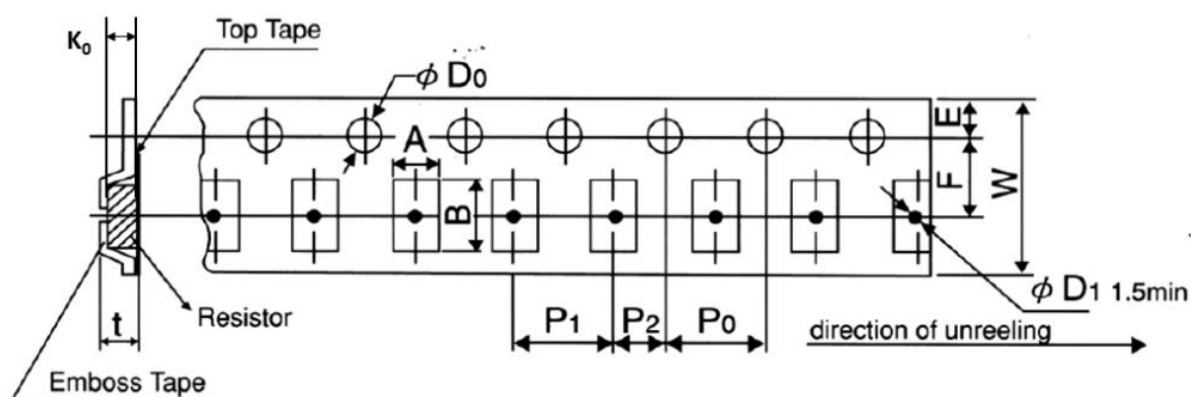 Top Tape
K₀
ϕ D₀
E
A
F
W
B
ϕ D₁ 1.5min
t
Resistor
P₁
P₂
P₀
direction of unreeling
Emboss Tape